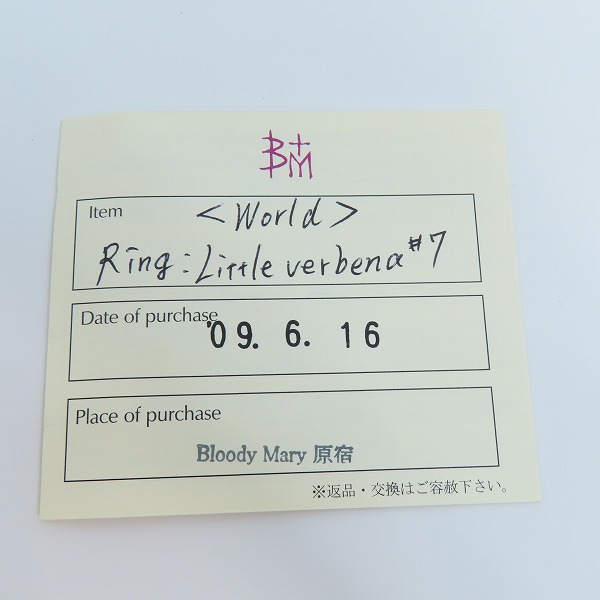 B+M
Item
<World>
Ring: Little verbena #7
Date of purchase
'09. 6. 16
Place of purchase
Bloody Mary 原宿
※返品・交換はご容赦下さい。